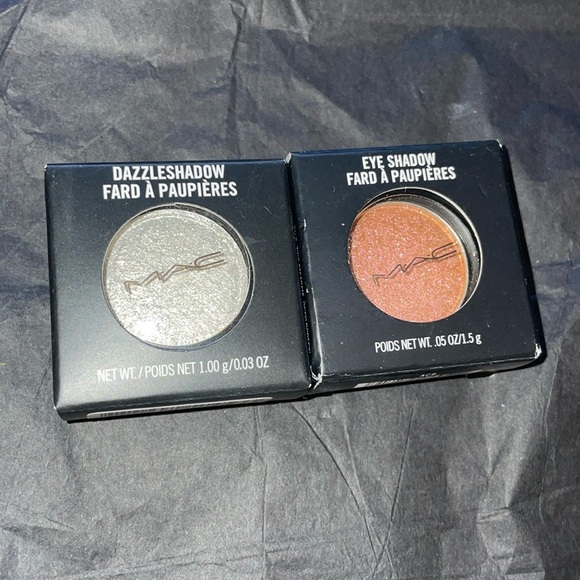 DAZZLESHADOW
FARD À PAUPIÈRES
MAC
NET WT. / POIDS NET 1.00 g/0.03 OZ
EYE SHADOW
FARD À PAUPIÈRES
MAC
POIDS NET WT. .05 OZ/1.5 g